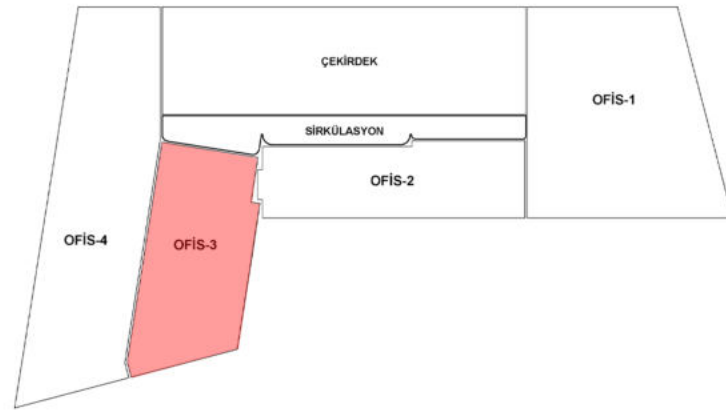 ÇEKİRDEK
OFİS-1
SİRKÜLASYON
OFİS-2
OFİS-4
OFİS-3